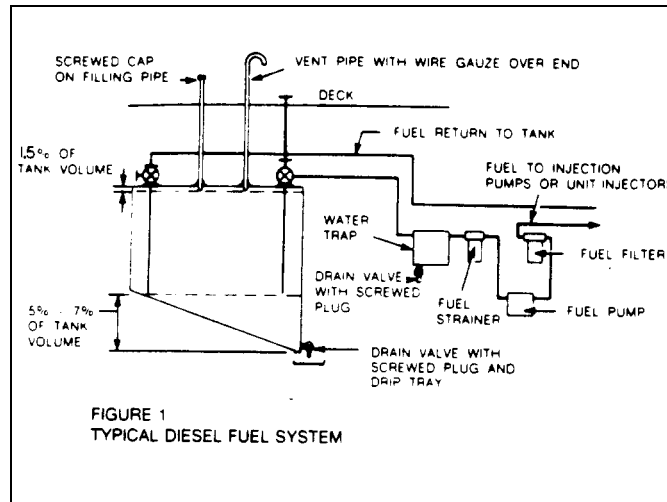 SCREWED CAP
ON FILLING PIPE
VENT PIPE WITH WIRE GAUZE OVER END
DECK
FUEL RETURN TO TANK
1.5% OF
TANK VOLUME
FUEL TO INJECTION
PUMPS OR UNIT INJECTORS
WATER
TRAP
DRAIN VALVE
WITH SCREWED
PLUG
FUEL
STRAINER
FUEL FILTER
FUEL PUMP
5% - 7%
OF TANK
VOLUME
DRAIN VALVE WITH
SCREWED PLUG AND
DRIP TRAY
FIGURE 1
TYPICAL DIESEL FUEL SYSTEM